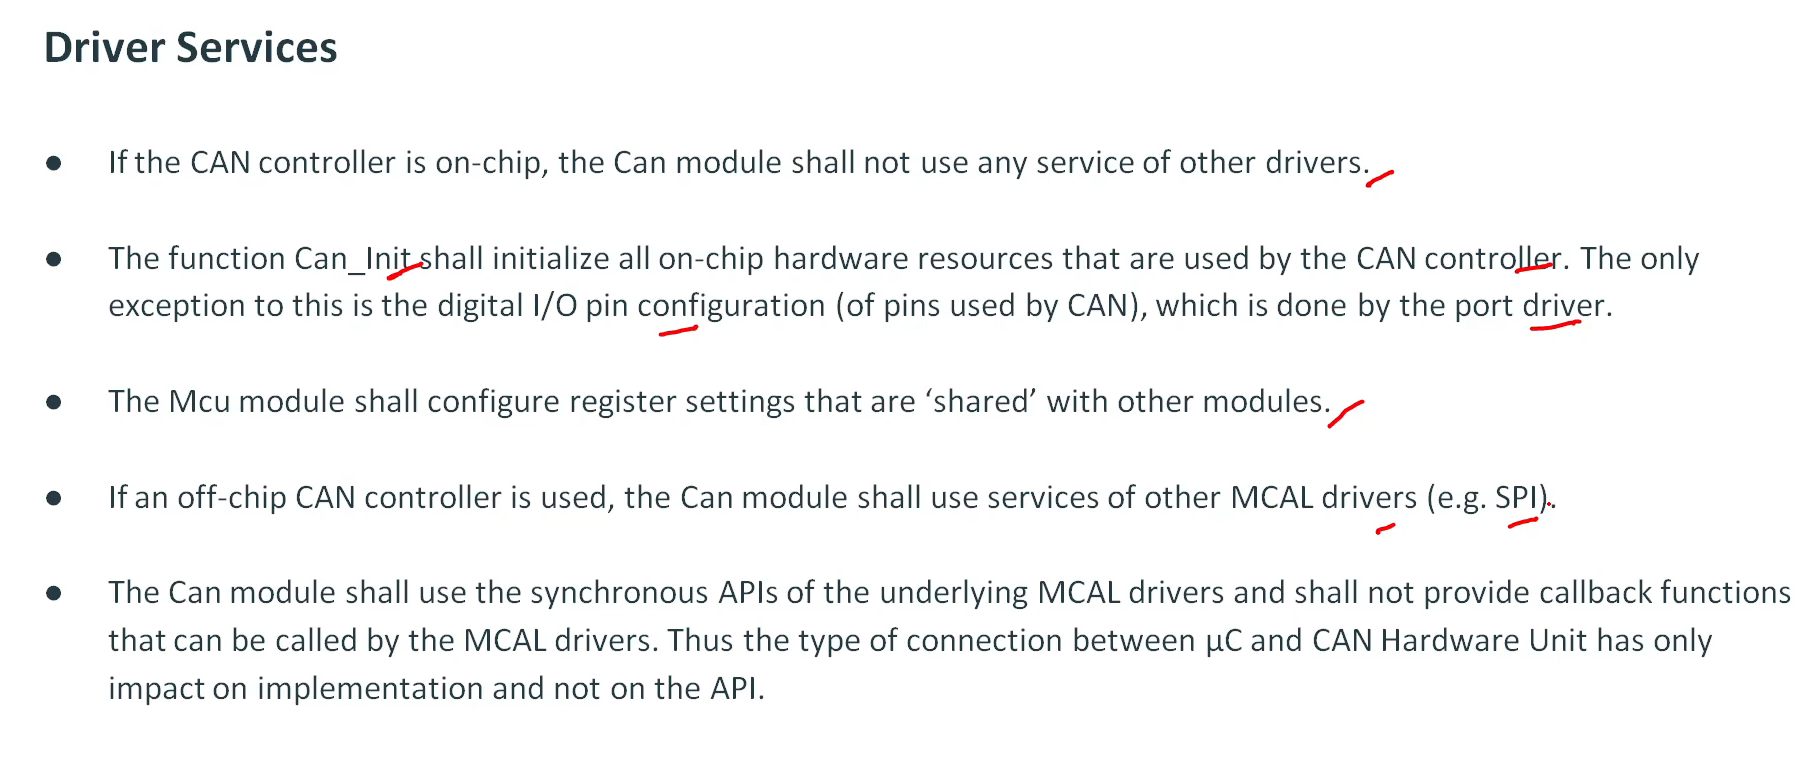 Driver Services
● If the CAN controller is on-chip, the Can module shall not use any service of other drivers.
● The function Can_Init shall initialize all on-chip hardware resources that are used by the CAN controller. The only
exception to this is the digital I/O pin configuration (of pins used by CAN), which is done by the port driver.
● The Mcu module shall configure register settings that are ‘shared’ with other modules.
● If an off-chip CAN controller is used, the Can module shall use services of other MCAL drivers (e.g. SPI).
● The Can module shall use the synchronous APIs of the underlying MCAL drivers and shall not provide callback functions
that can be called by the MCAL drivers. Thus the type of connection between µC and CAN Hardware Unit has only
impact on implementation and not on the API.